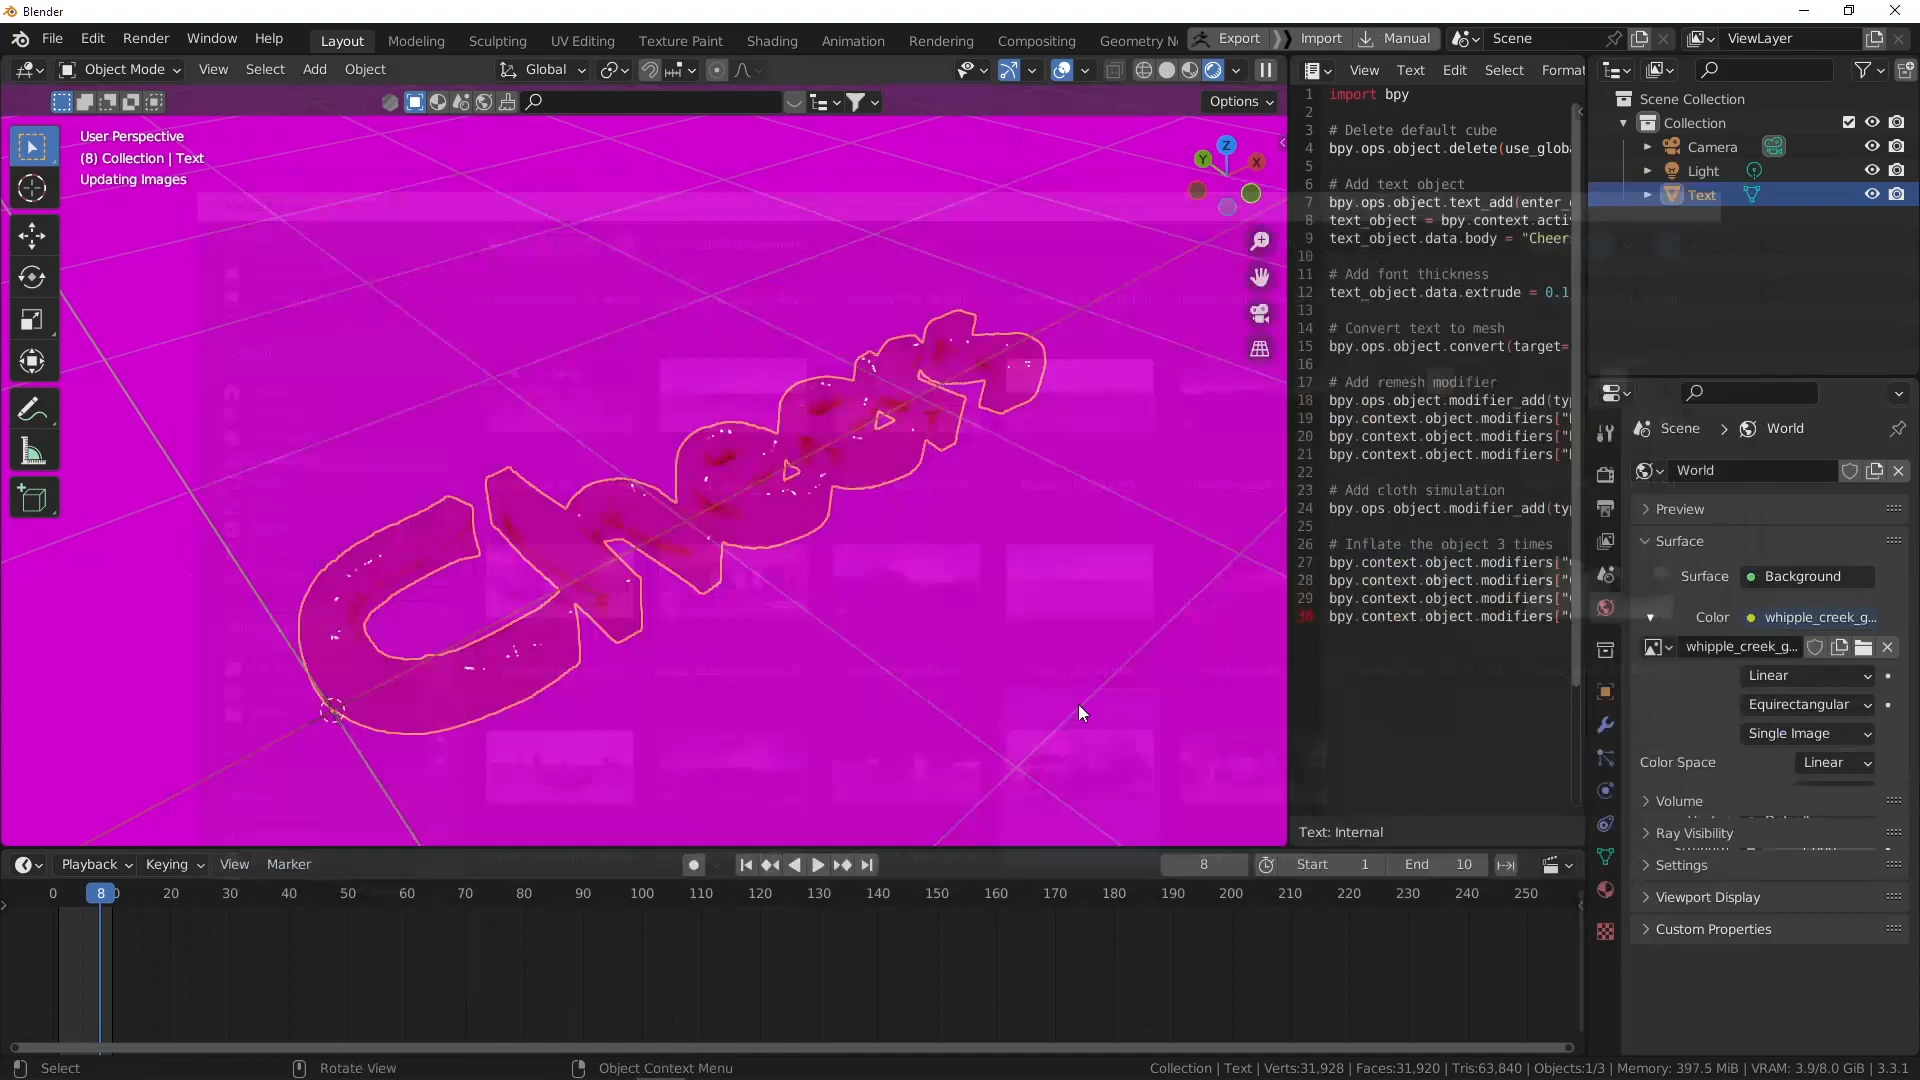 Blender
File Edit Render Window Help
Layout Modeling Sculpting UV Editing Texture Paint Shading Animation Rendering Compositing Geometry N
Export Import Manual Scene ViewLayer
Object Mode View Select Add Object Global
View Text Edit Select Format
Options
User Perspective
(8) Collection | Text
Updating Images
Z
Y
X
1 import bpy
2
3 # Delete default cube
4 bpy.ops.object.delete(use_globa
5
6 # Add text object
7 bpy.ops.object.text_add(enter_
8 text_object = bpy.context.acti
9 text_object.data.body = "Cheer
10
11 # Add font thickness
12 text_object.data.extrude = 0.1
13
14 # Convert text to mesh
15 bpy.ops.object.convert(target=
16
17 # Add remesh modifier
18 bpy.ops.object.modifier_add(ty
19 bpy.context.object.modifiers["
20 bpy.context.object.modifiers["
21 bpy.context.object.modifiers["
22
23 # Add cloth simulation
24 bpy.ops.object.modifier_add(ty
25
26 # Inflate the object 3 times
27 bpy.context.object.modifiers["
28 bpy.context.object.modifiers["
29 bpy.context.object.modifiers["
30 bpy.context.object.modifiers["
Text: Internal
Scene Collection
Collection
Camera
Light
Text
Scene > World
World
Preview
Surface
Surface Background
Color whipple_creek_g...
whipple_creek_g...
Linear
Equirectangular
Single Image
Color Space Linear
Volume
Ray Visibility
Settings
Viewport Display
Custom Properties
Playback Keying View Marker
8 Start 1 End 10
0 8 20 30 40 50 60 70 80 90 100 110 120 130 140 150 160 170 180 190 200 210 220 230 240 250
Select Rotate View Object Context Menu
Collection | Text | Verts:31,928 | Faces:31,920 | Tris:63,840 | Objects:1/3 | Memory: 397.5 MiB | VRAM: 3.9/8.0 GiB | 3.3.1